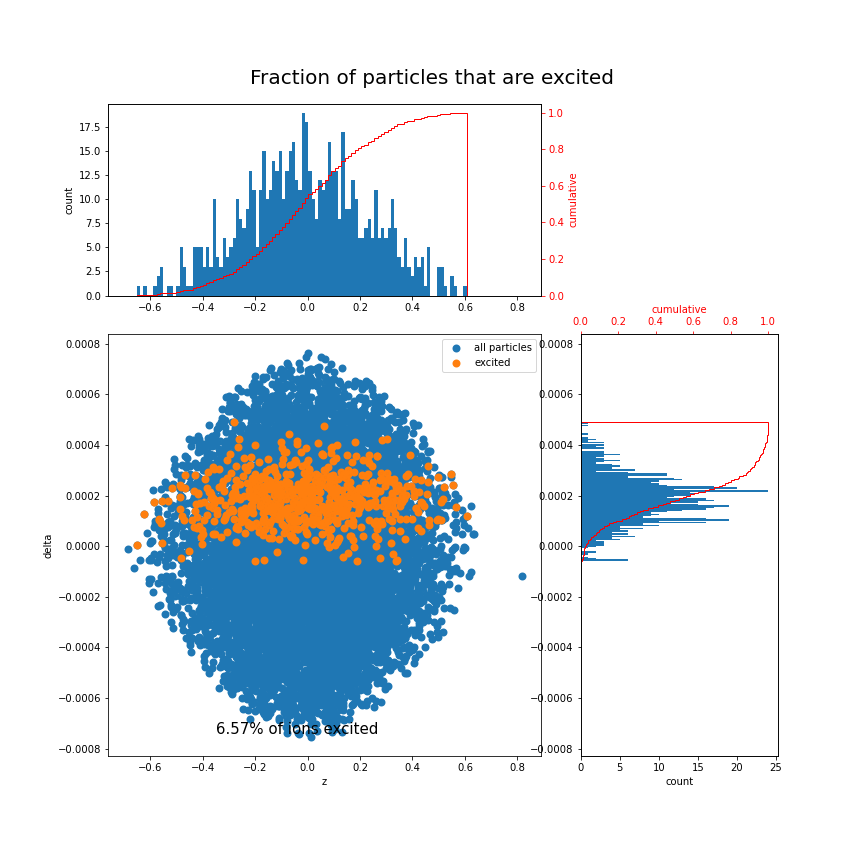 Fraction of particles that are excited
17.5
15.0
12.5
10.0
7.5
5.0
2.5
0.0
count
−0.6 −0.4 −0.2 0.0 0.2 0.4 0.6 0.8
1.0
0.8
0.6
0.4
0.2
0.0
cumulative
all particles
excited
0.0008
0.0006
0.0004
0.0002
0.0000
−0.0002
−0.0004
−0.0006
−0.0008
delta
6.57% of ions excited
−0.6 −0.4 −0.2 0.0 0.2 0.4 0.6 0.8
z
cumulative
0.0 0.2 0.4 0.6 0.8 1.0
0.0008
0.0006
0.0004
0.0002
0.0000
−0.0002
−0.0004
−0.0006
−0.0008
0 5 10 15 20 25
count